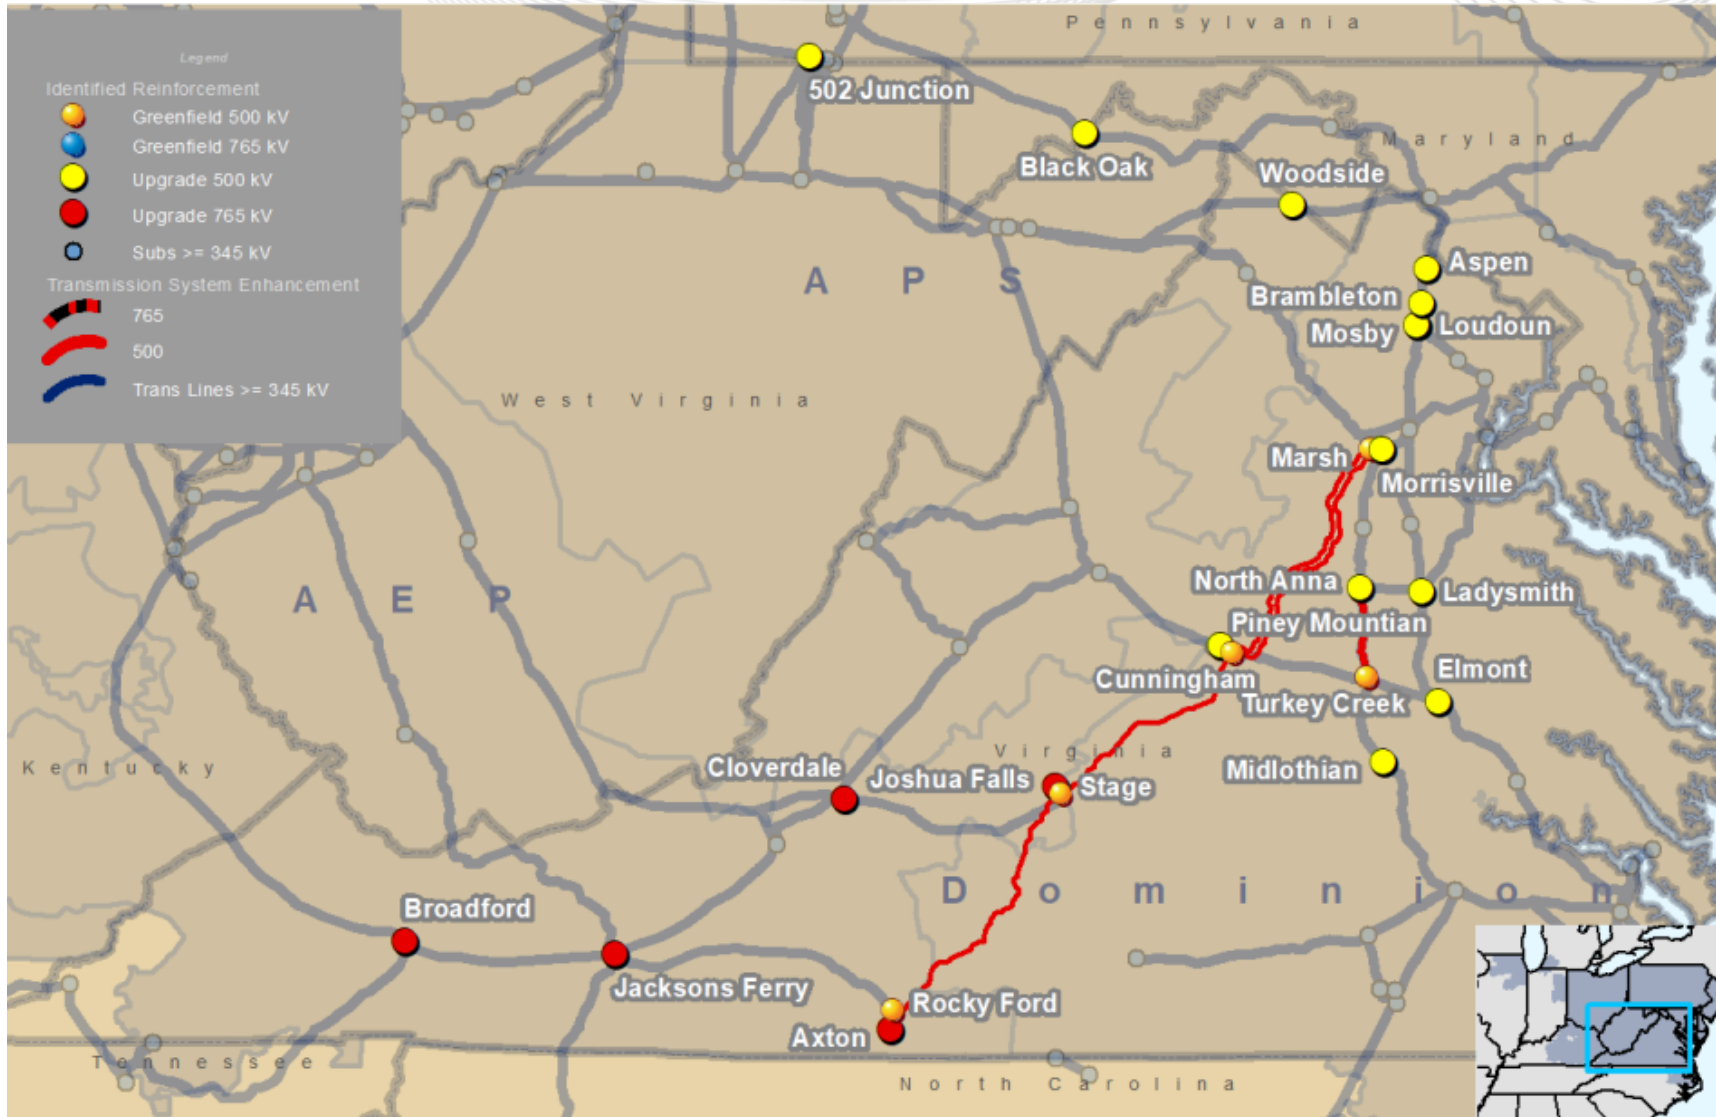 Pennsylvania
Legend
Identified Reinforcement
Greenfield 500 kV
Greenfield 765 kV
Upgrade 500 kV
Upgrade 765 kV
Subs >= 345 kV
Transmission System Enhancement
765
500
Trans Lines >= 345 kV
502 Junction
Black Oak
Maryland
Woodside
APS
Aspen
Brambleton
Mosby
Loudoun
West Virginia
Marsh
Morrisville
AEP
North Anna
Ladysmith
Piney Mountian
Cunningham
Elmont
Turkey Creek
Kentucky
Virginia
Cloverdale
Joshua Falls
Stage
Midlothian
Dominion
Broadford
Jacksons Ferry
Rocky Ford
Axton
Tennessee
North Carolina